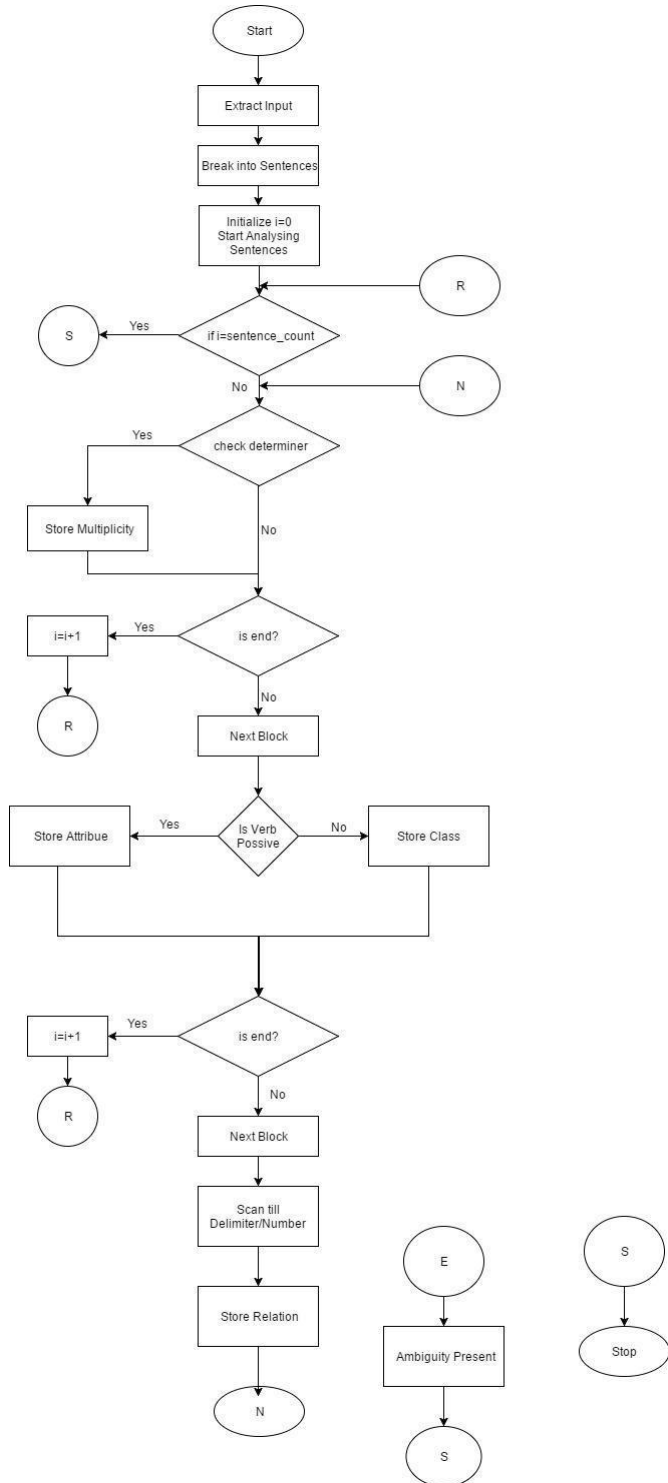 Start
Extract Input
Break into Sentences
Initialize i=0
Start Analysing
Sentences
R
S
Yes
if i=sentence_count
No
N
Yes
check determiner
Store Multiplicity
No
i=i+1
Yes
is end?
No
R
Next Block
Store Attribue
Yes
Is Verb
Possive
No
Store Class
i=i+1
Yes
is end?
R
No
Next Block
Scan till
Delimiter/Number
Store Relation
N
E
Ambiguity Present
S
S
Stop